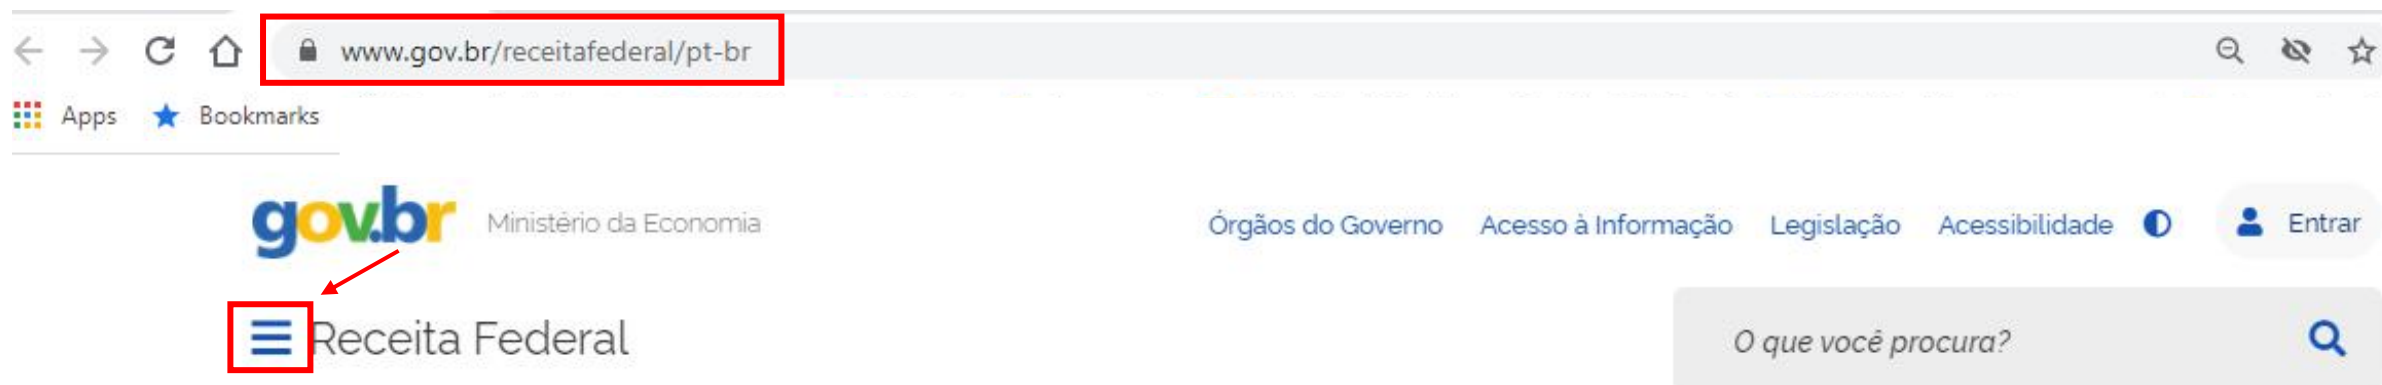 www.gov.br/receitafederal/pt-br
Apps Bookmarks
gov.br Ministério da Economia Órgãos do Governo Acesso à Informação Legislação Acessibilidade Entrar
Receita Federal O que você procura?